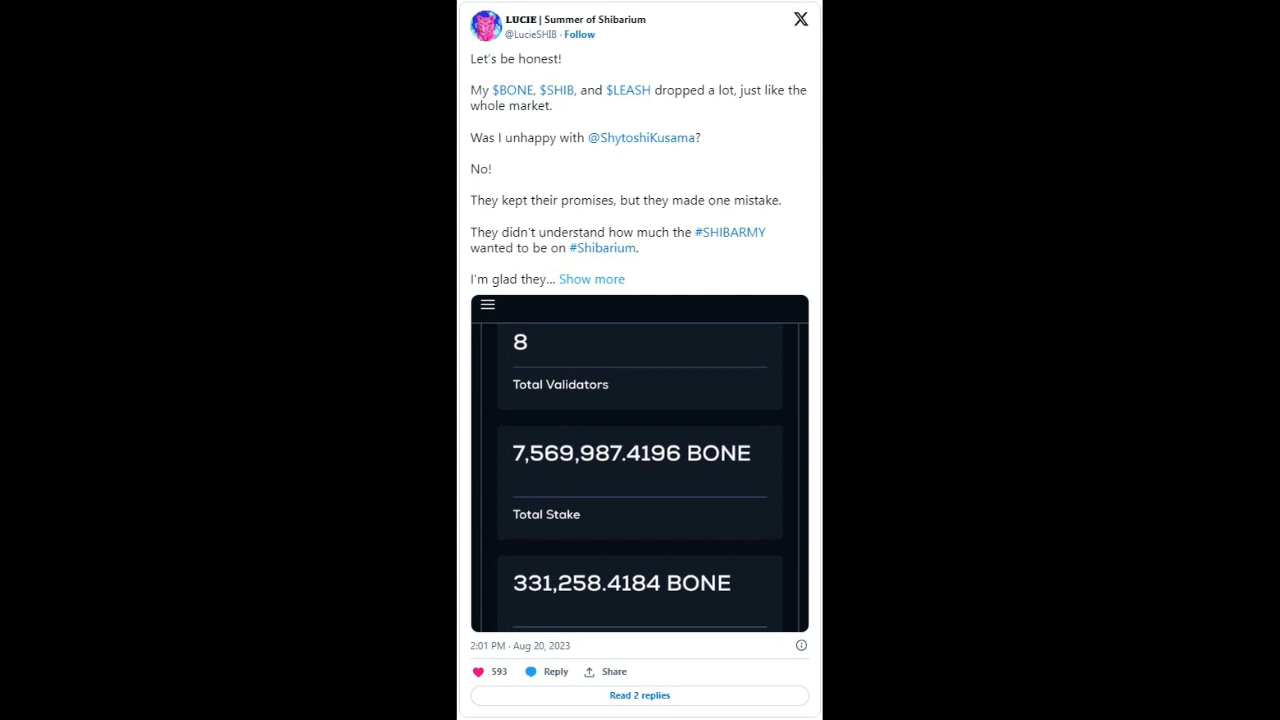 LUCIE | Summer of Shibarium
@LucieSHIB · Follow
Let's be honest!
My $BONE, $SHIB, and $LEASH dropped a lot, just like the
whole market.
Was I unhappy with @ShytoshiKusama?
No!
They kept their promises, but they made one mistake.
They didn't understand how much the #SHIBARMY
wanted to be on #Shibarium.
I'm glad they... Show more
8
Total Validators
7,569,987.4196 BONE
Total Stake
331,258.4184 BONE
2:01 PM · Aug 20, 2023
593 Reply Share
Read 2 replies